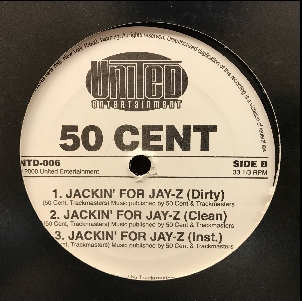 UNITED
ENTERTAINMENT
50 CENT
NTD-006 SIDE B
2000 United Entertainment 33 1/3 RPM
1. JACKIN' FOR JAY-Z (Dirty)
(50 Cent, Trackmasters) Music published by 50 Cent & Trackmasters
2. JACKIN' FOR JAY-Z (Clean)
(50 Cent, Trackmasters) Music published by 50 Cent & Trackmasters
3. JACKIN' FOR JAY-Z (Inst.)
Cent, Trackmasters) Music published by 50 Cent & Trackmasters
by Trackmasters